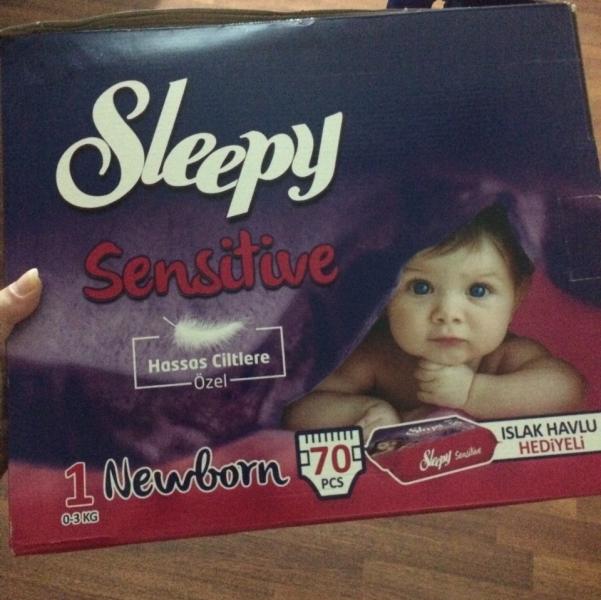 Sleepy
Sensitive
Hassas Ciltlere
Özel
1
0-3 KG
Newborn
70
PCS
Sleepy Sensitive
ISLAK HAVLU
HEDİYELİ